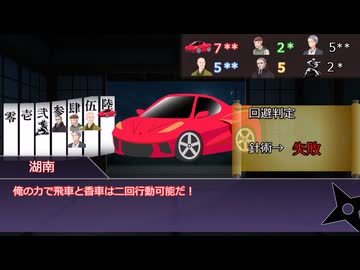 7** 2* 5**
5** 5 2*
零 壱 弐 参 肆 伍 陸
回避判定
針術→ 失敗
湖南
俺の力で飛車と香車は二回行動可能だ！